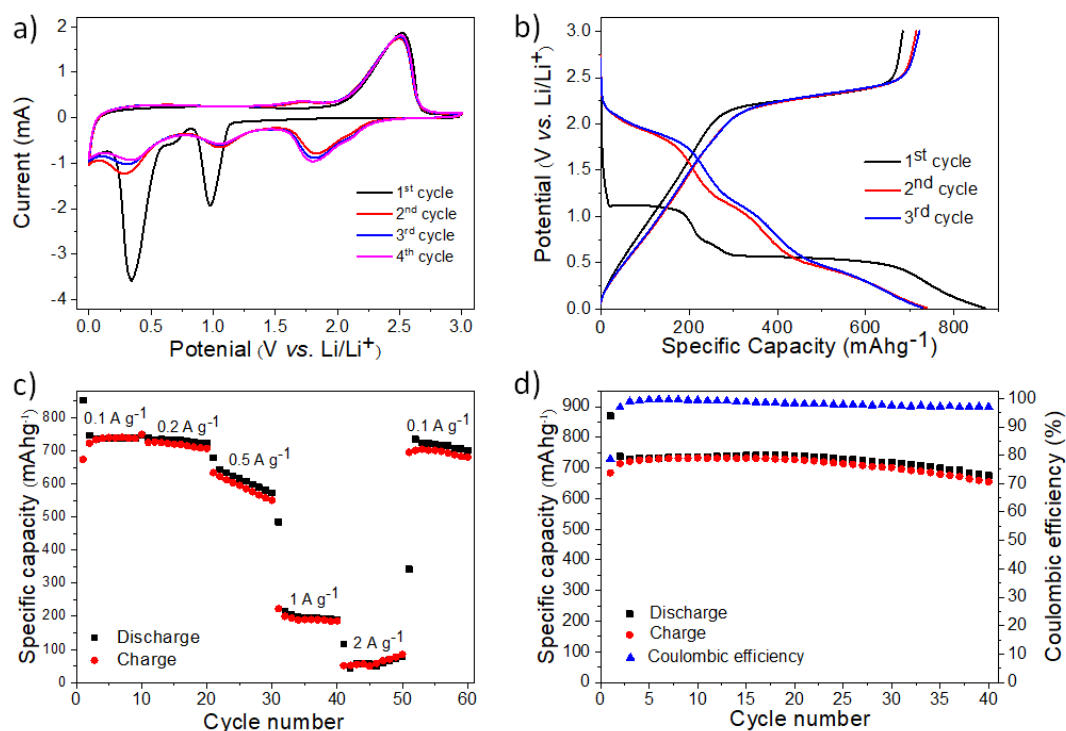 a)
2
1
0
-1
-2
-3
-4
Current (mA)
1st cycle
2nd cycle
3rd cycle
4th cycle
0.0 0.5 1.0 1.5 2.0 2.5 3.0
Potenial (V vs. Li/Li+)
b)
3.0
2.5
2.0
1.5
1.0
0.5
0.0
Potential (V vs. Li/Li+)
1st cycle
2nd cycle
3rd cycle
0 200 400 600 800
Specific Capacity (mAhg-1)
c)
800
700
600
500
400
300
200
100
0
Specific capacity (mAhg-1)
0.1 A g-1
0.2 A g-1
0.5 A g-1
1 A g-1
2 A g-1
0.1 A g-1
Discharge
Charge
0 10 20 30 40 50 60
Cycle number
d)
900
800
700
600
500
400
300
200
100
0
Specific capacity (mAhg-1)
Discharge
Charge
Coulombic efficiency
100
90
80
70
60
50
40
30
20
10
0
Coulombic efficiency (%)
0 5 10 15 20 25 30 35 40
Cycle number